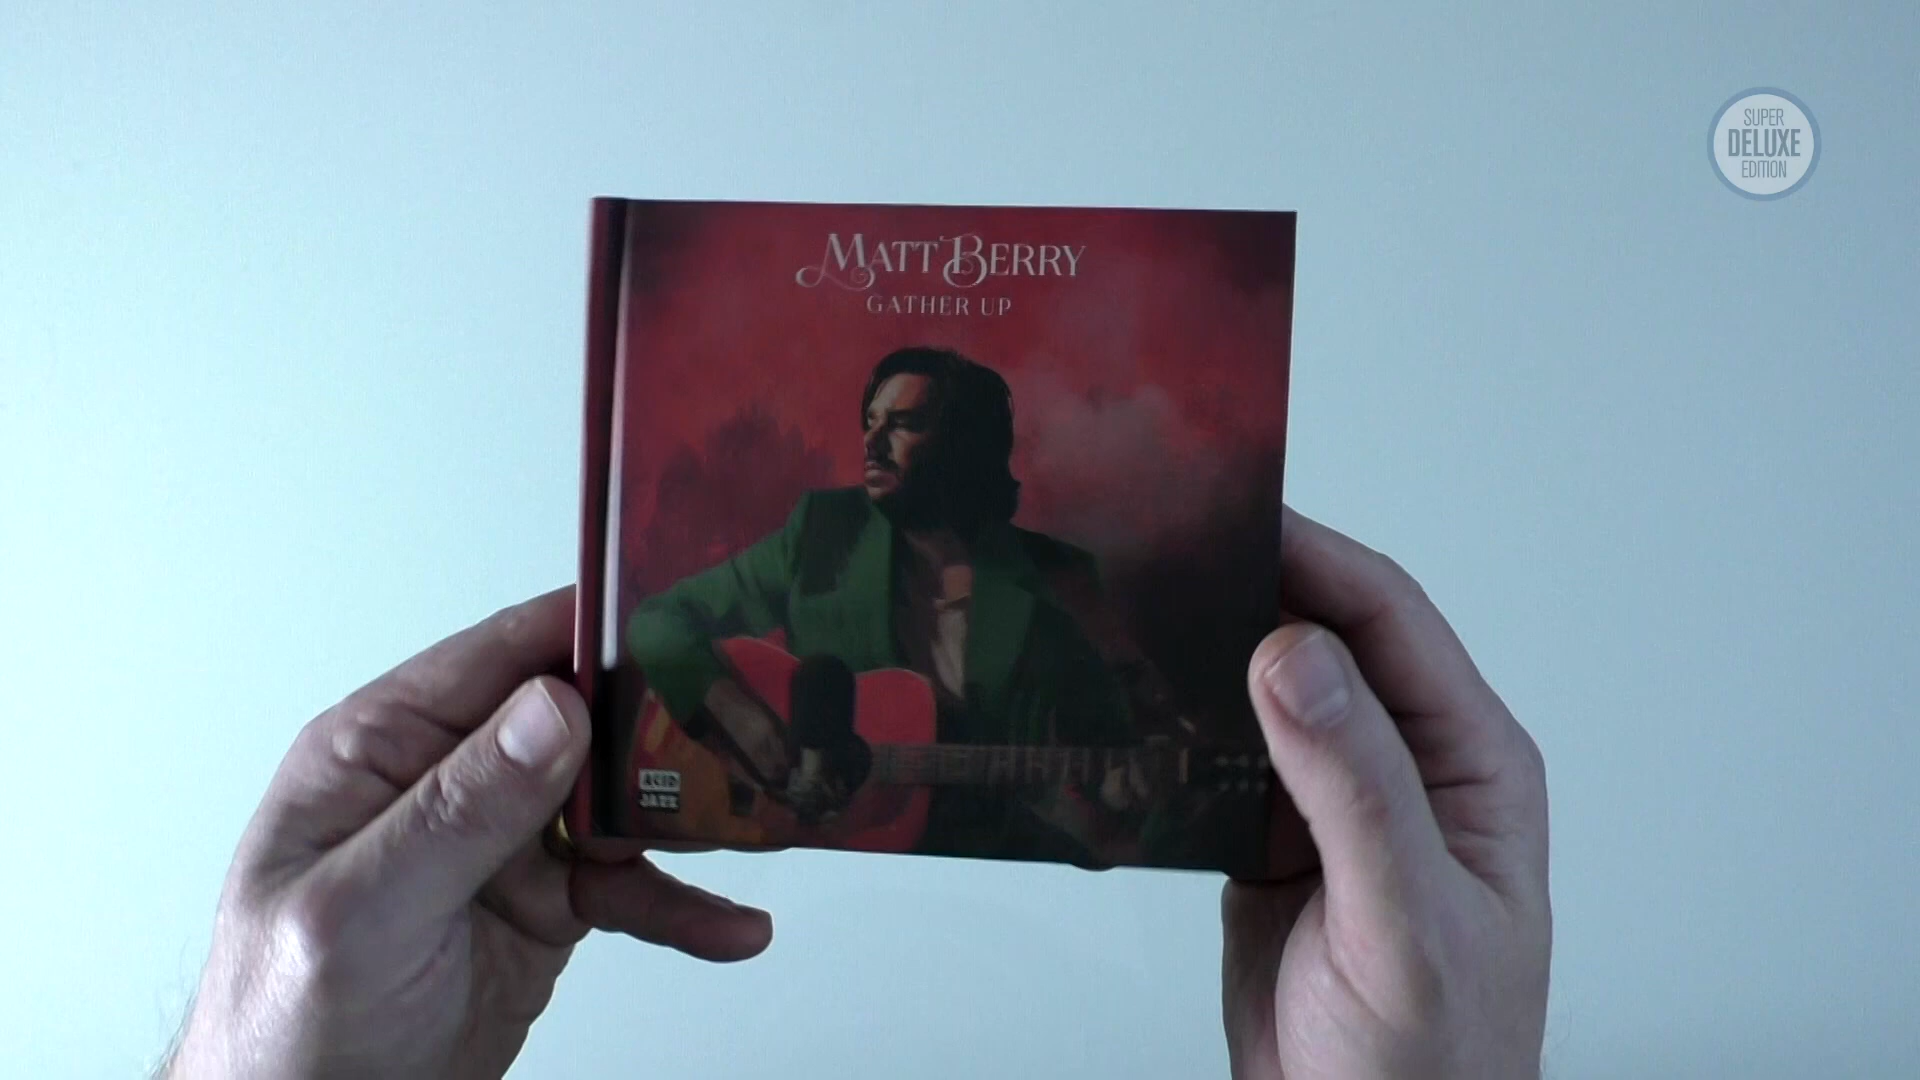 MATT BERRY
GATHER UP
ACID
JAZZ
SUPER
DELUXE
EDITION